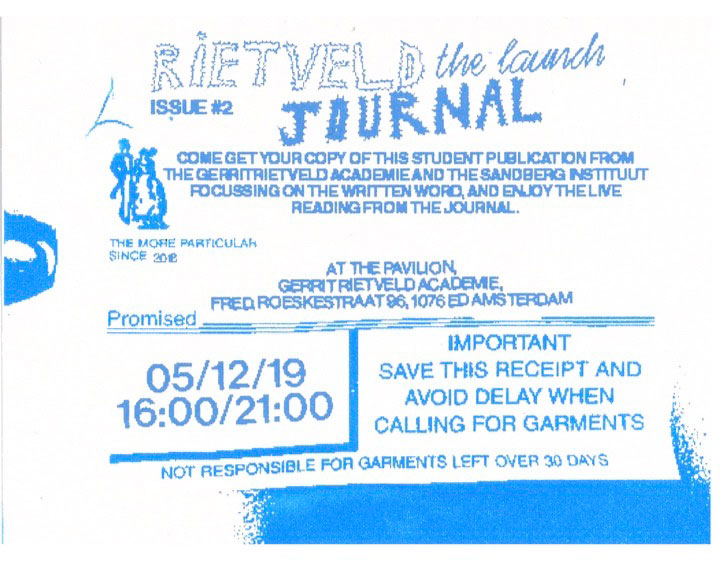 RIETVELD the launch
ISSUE #2
JOURNAL
COME GET YOUR COPY OF THIS STUDENT PUBLICATION FROM
THE GERRITRIETVELD ACADEMIE AND THE SANDBERG INSTITUUT
FOCUSSING ON THE WRITTEN WORD, AND ENJOY THE LIVE
READING FROM THE JOURNAL.
THE MORE PARTICULAR
SINCE 2018
AT THE PAVILION,
GERRIT RIETVELD ACADEMIE,
FRED. ROESKESTRAAT 96, 1076 ED AMSTERDAM
Promised
05/12/19
16:00/21:00
IMPORTANT
SAVE THIS RECEIPT AND
AVOID DELAY WHEN
CALLING FOR GARMENTS
NOT RESPONSIBLE FOR GARMENTS LEFT OVER 30 DAYS